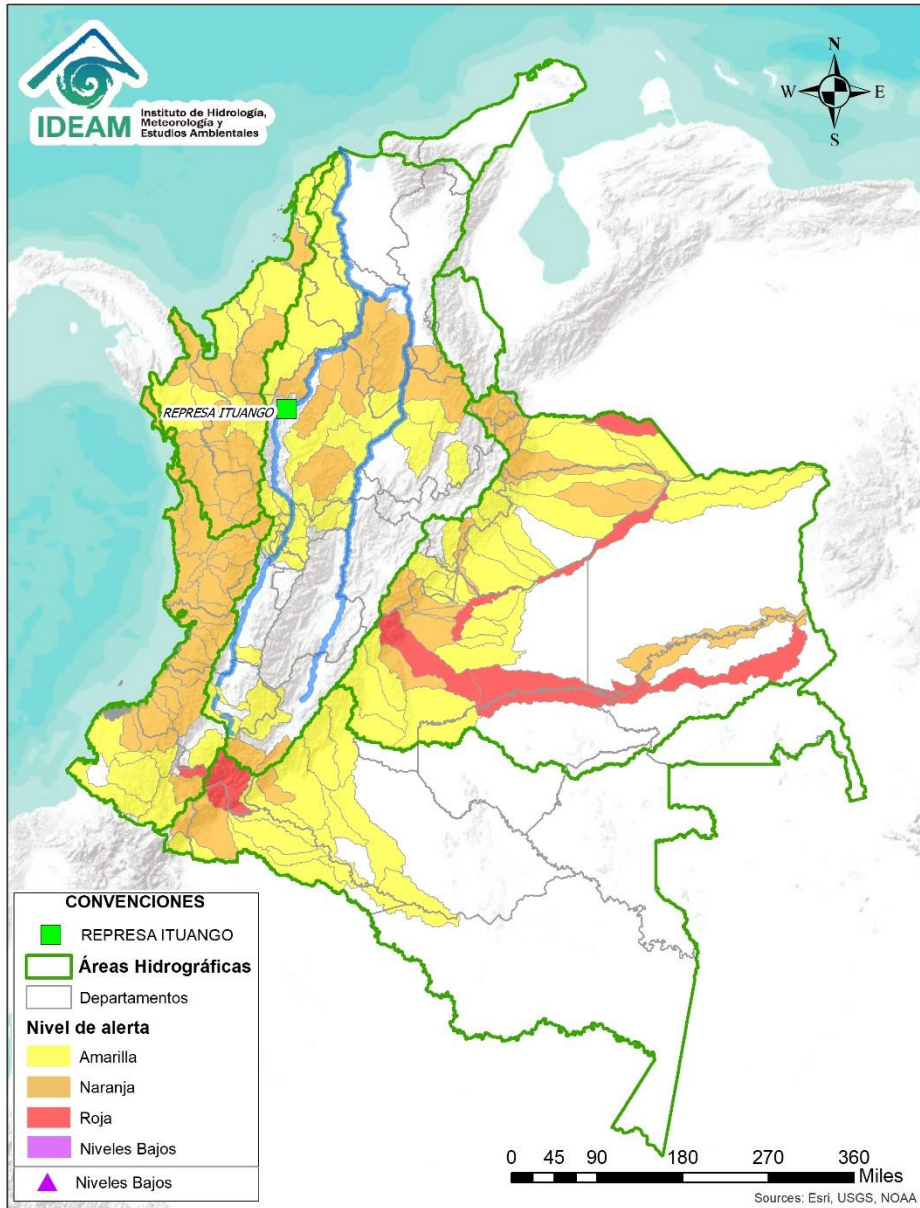 IDEAM
Instituto de Hidrología,
Meteorología y
Estudios Ambientales
N
W
E
S
REPRESA ITUANGO
CONVENCIONES
REPRESA ITUANGO
Áreas Hidrográficas
Departamentos
Nivel de alerta
Amarilla
Naranja
Roja
Niveles Bajos
Niveles Bajos
0 45 90 180 270 360
Miles
Sources: Esri, USGS, NOAA